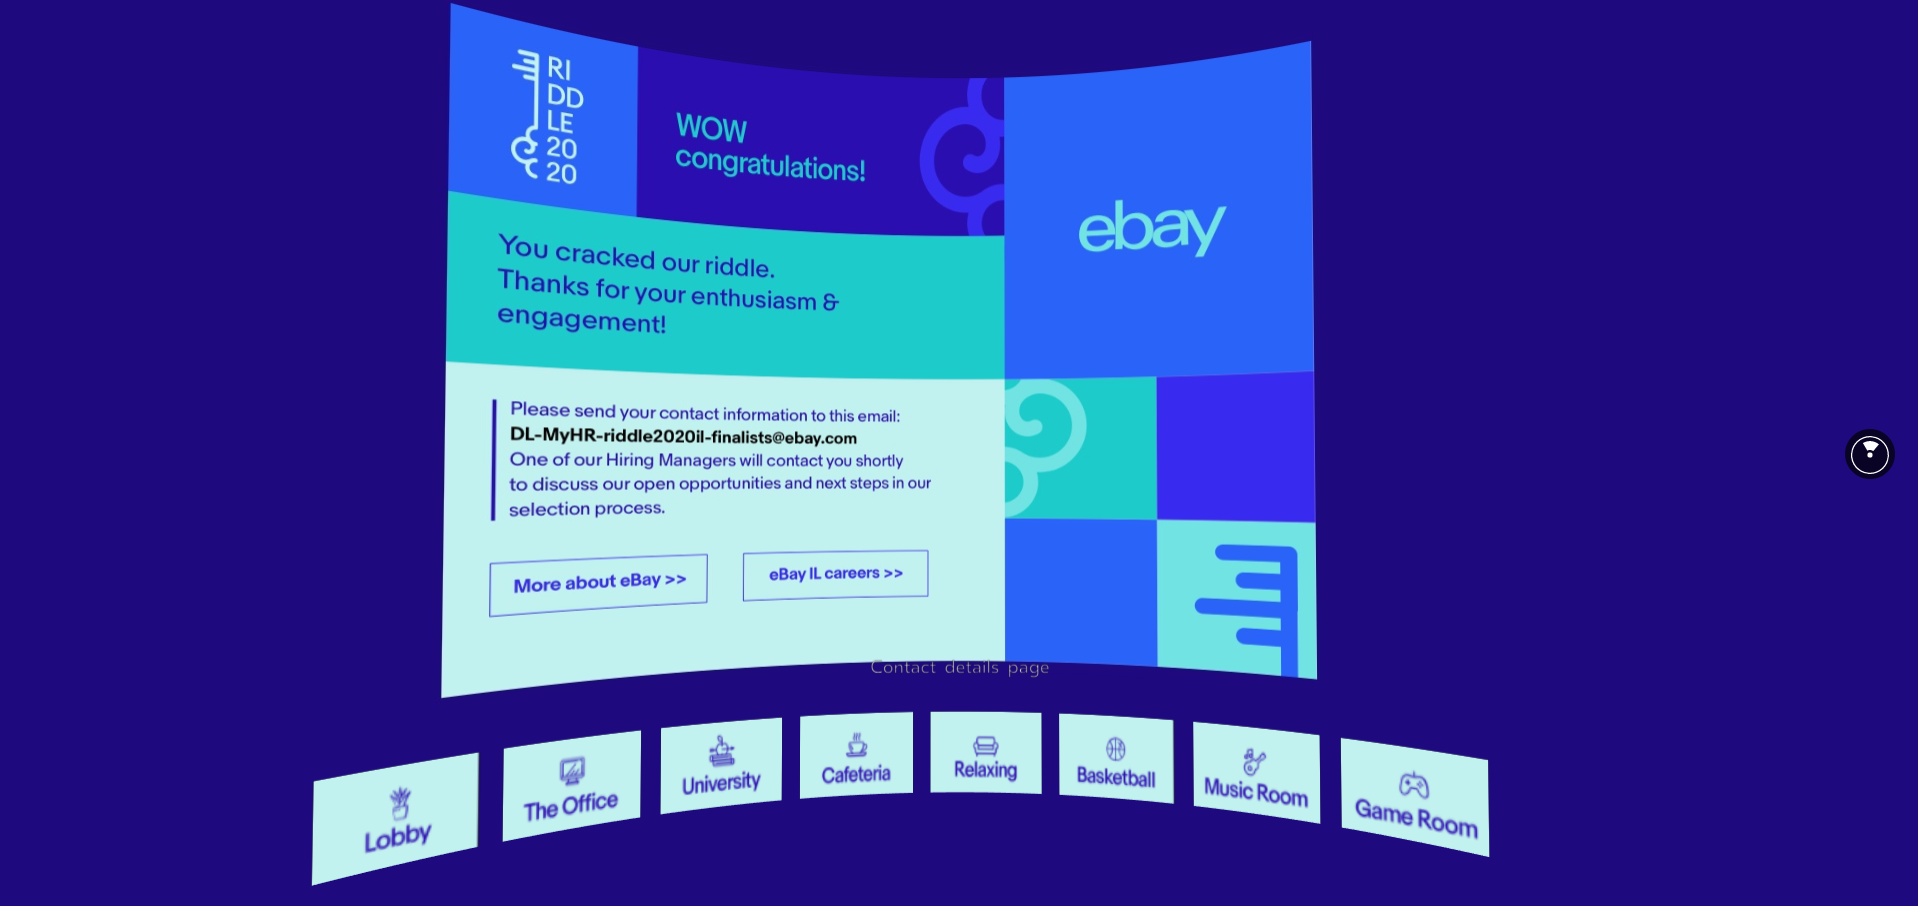 RI
DD
LE
20
20
WOW
congratulations!
ebay
You cracked our riddle.
Thanks for your enthusiasm &
engagement!
Please send your contact information to this email:
DL-MyHR-riddle2020il-finalists@ebay.com
One of our Hiring Managers will contact you shortly
to discuss our open opportunities and next steps in our
selection process.
More about eBay >>
eBay IL careers >>
Contact details page
Lobby
The Office
University
Cafeteria
Relaxing
Basketball
Music Room
Game Room